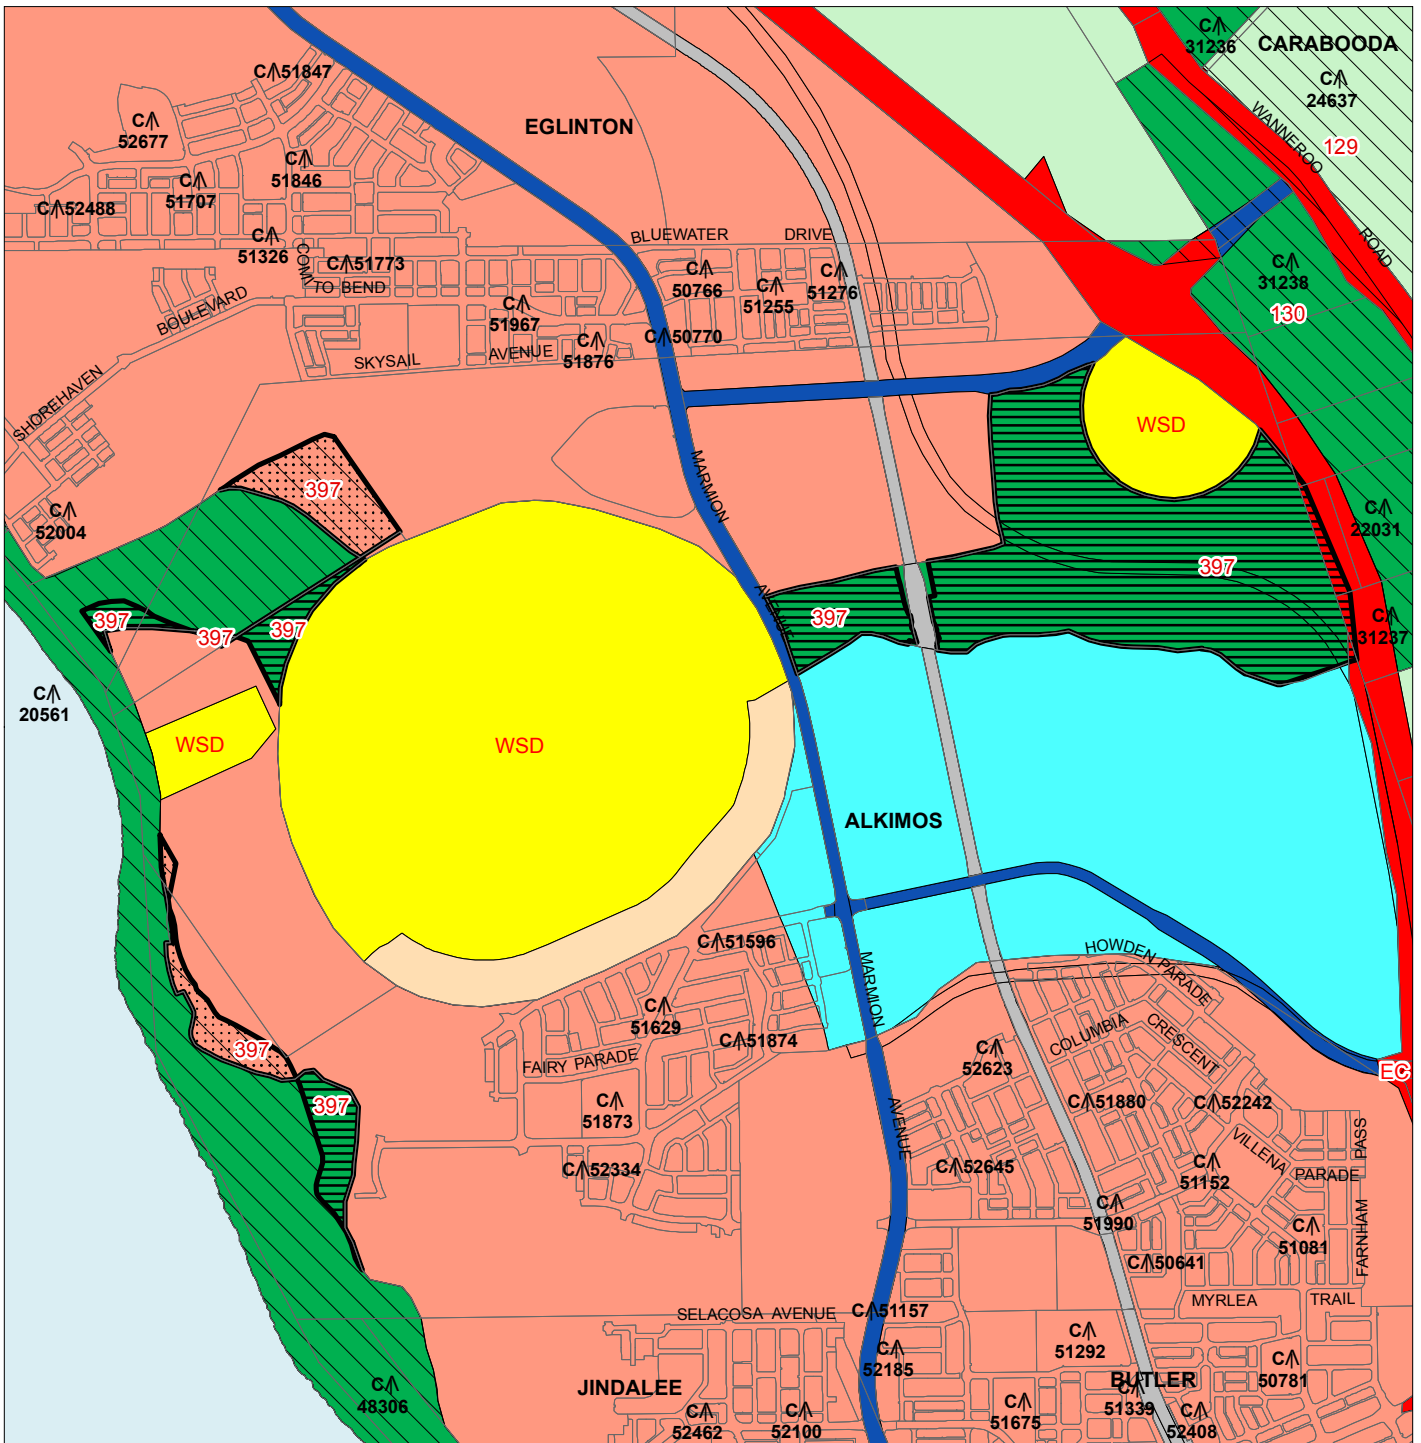 C
31236
CARABOODA
C
24637
C 51847
EGLINTON
C
52677
WANNEROO
129
C
51846
C
51707
C 52488
BLUEWATER DRIVE
ROAD
C
51326
COMI
C 51773
TO BEND
C
50766
C
51255
C
51276
C
31238
130
BOULEVARD
C
51967
C 50770
SKYSAIL AVENUE
C
51876
SHOREHAVEN
WSD
MARMION
397
C
52004
C
22031
397
AVENUE
397
397
397
397
C
31237
C
20561
WSD
WSD
ALKIMOS
C 51596
HOWDEN PARADE
MARMION
C
51629
COLUMBIA
CRESCENT
C 51874
397
FAIRY PARADE
C
52623
EC
397
C
51873
AVENUE
C 51880
C 52242
VILLENA
PARADE
PASS
C 52334
C 52645
C
51152
C
51990
C
51081
FARNHAM
C 50641
MYRLEA TRAIL
SELACOSA AVENUE
C 51157
C
51292
C
52185
C
50781
JINDALEE
BUTLER
C
48306
C
51339
C
51675
C
52462
C
52100
C
52408